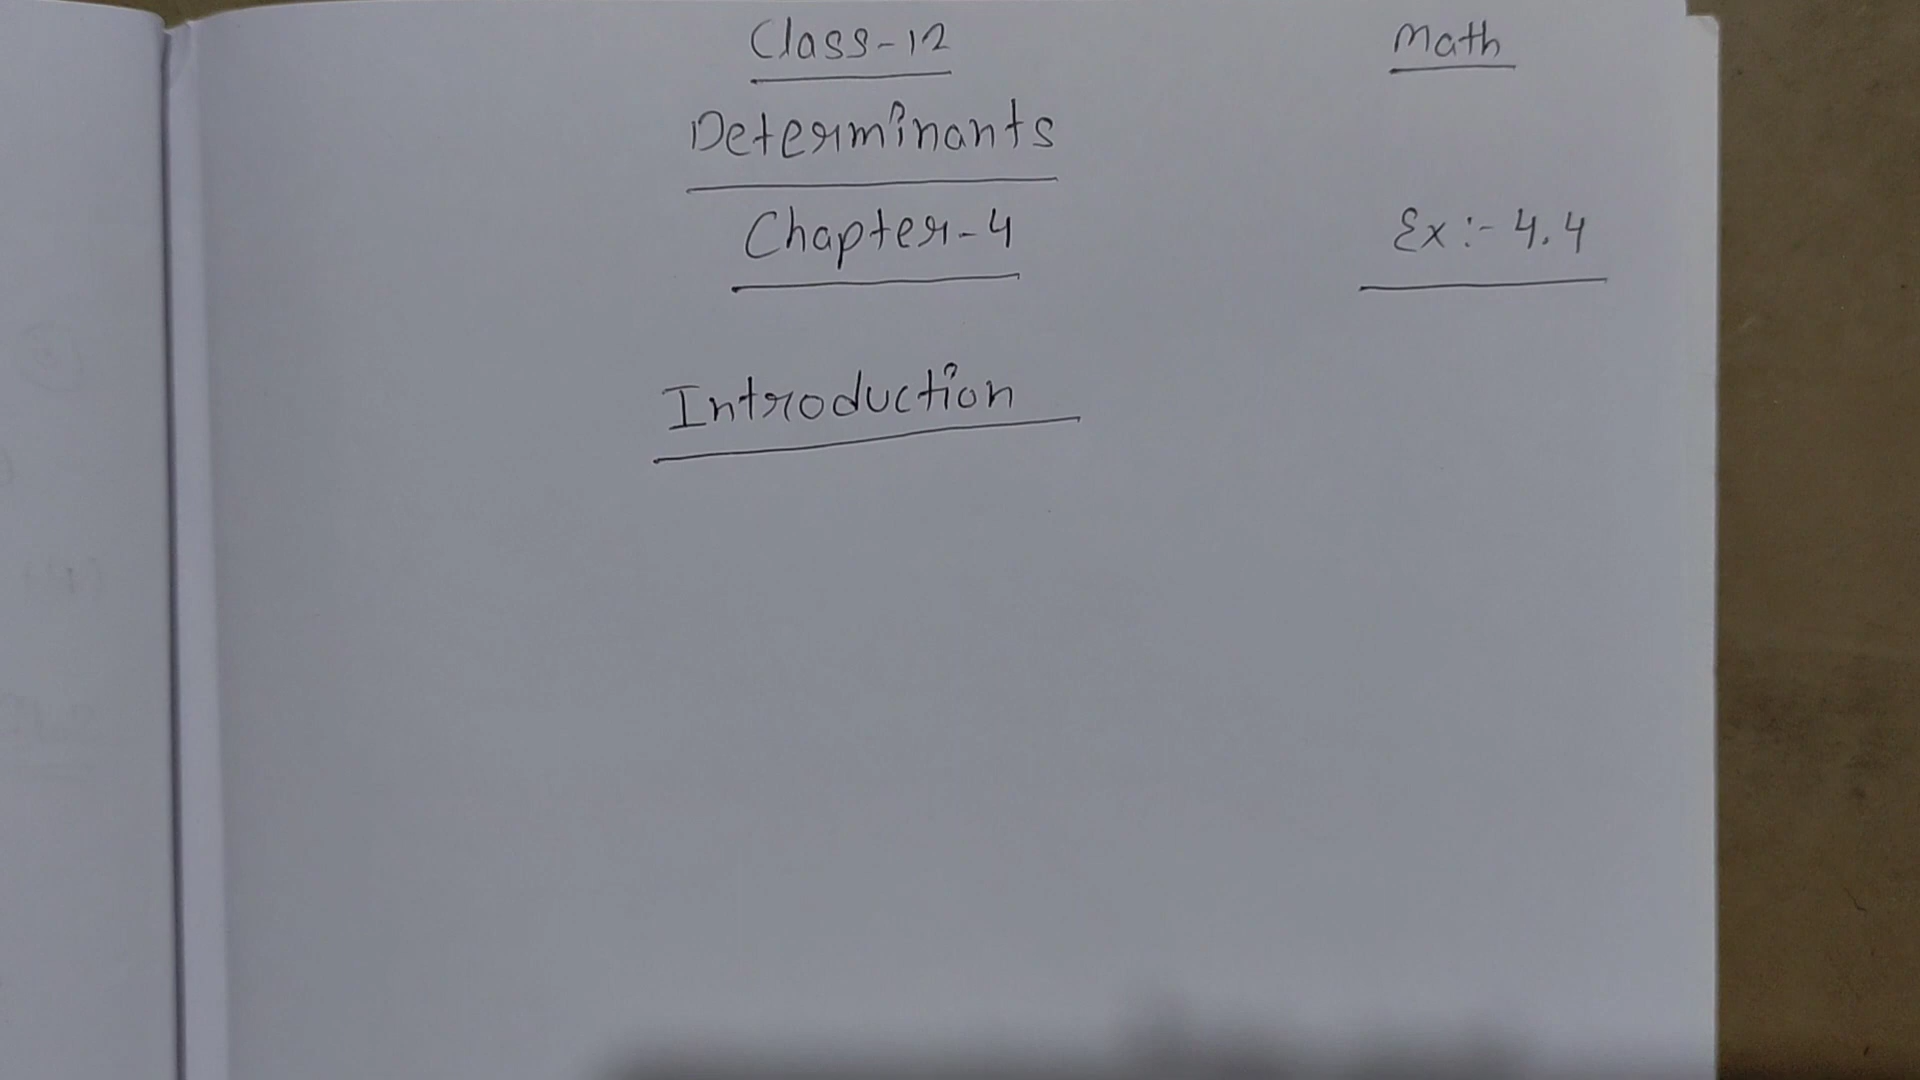 Class-12 Math
Determinants
Chapter-4 Ex:- 4.4
Introduction